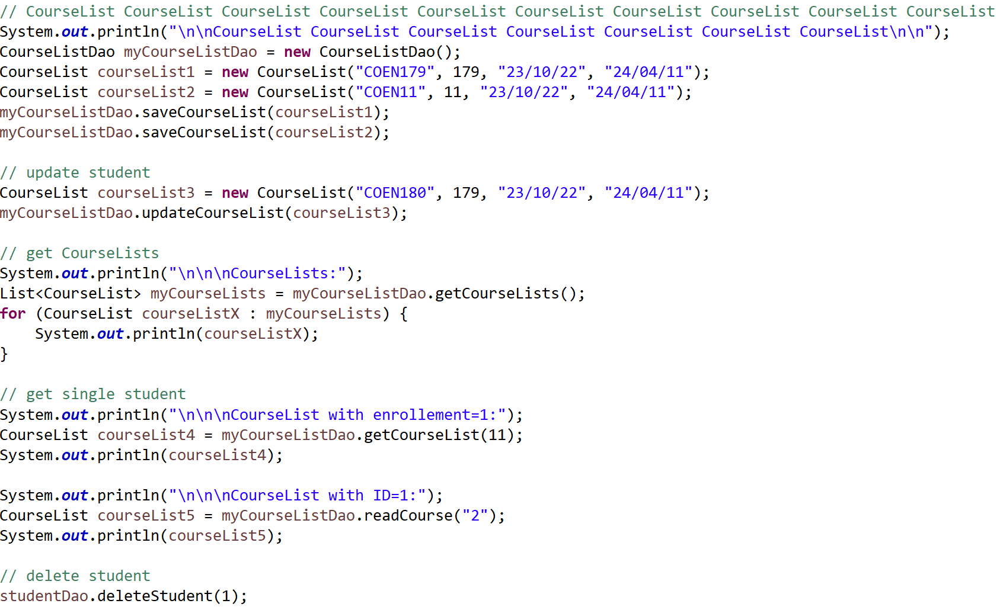 // CourseList CourseList CourseList CourseList CourseList CourseList CourseList CourseList CourseList CourseList
System.out.println("\n\nCourseList CourseList CourseList CourseList CourseList CourseList CourseList\n\n");
CourseListDao myCourseListDao = new CourseListDao();
CourseList courseList1 = new CourseList("COEN179", 179, "23/10/22", "24/04/11");
CourseList courseList2 = new CourseList("COEN11", 11, "23/10/22", "24/04/11");
myCourseListDao.saveCourseList(courseList1);
myCourseListDao.saveCourseList(courseList2);

// update student
CourseList courseList3 = new CourseList("COEN180", 179, "23/10/22", "24/04/11");
myCourseListDao.updateCourseList(courseList3);

// get CourseLists
System.out.println("\n\n\nCourseLists:");
List<CourseList> myCourseLists = myCourseListDao.getCourseLists();
for (CourseList courseListX : myCourseLists) {
    System.out.println(courseListX);
}

// get single student
System.out.println("\n\n\nCourseList with enrollement=1:");
CourseList courseList4 = myCourseListDao.getCourseList(11);
System.out.println(courseList4);

System.out.println("\n\n\nCourseList with ID=1:");
CourseList courseList5 = myCourseListDao.readCourse("2");
System.out.println(courseList5);

// delete student
studentDao.deleteStudent(1);